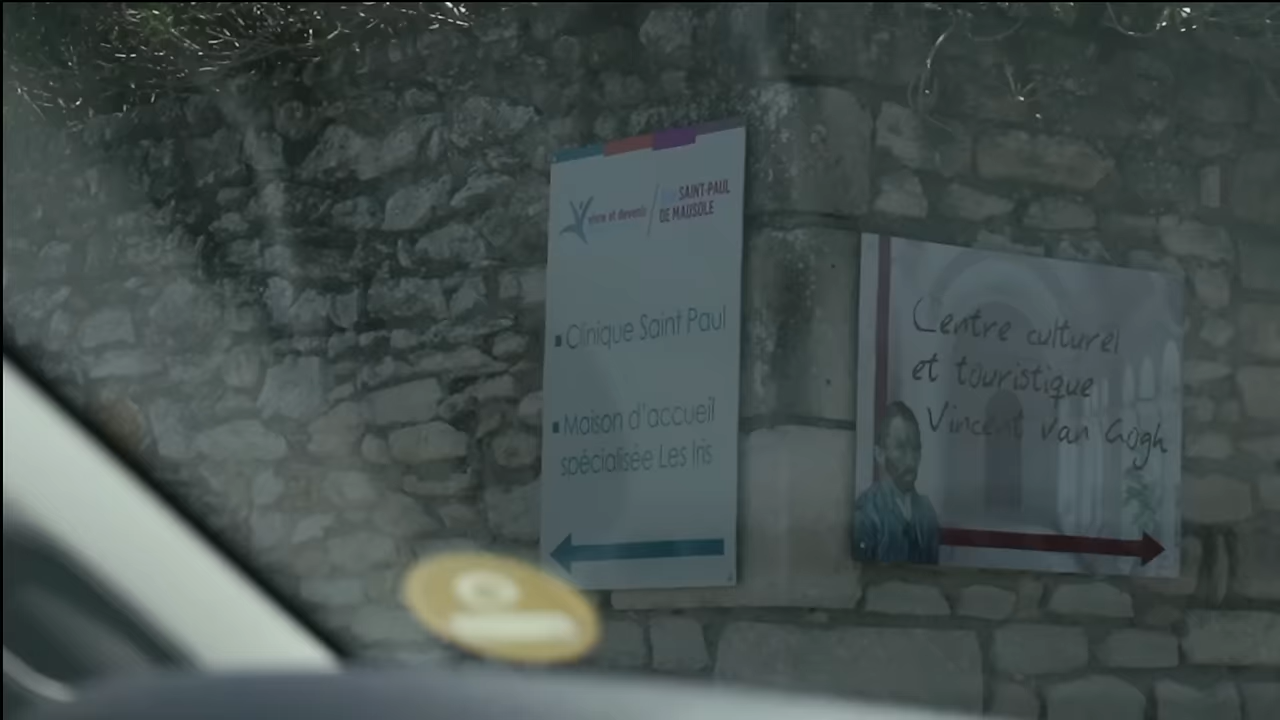 vivre et devenir
SAINT-PAUL
DE MAUSOLE
Clinique Saint Paul
Maison d'accueil
spécialisée Les Iris
Centre culturel
et touristique
Vincent Van Gogh